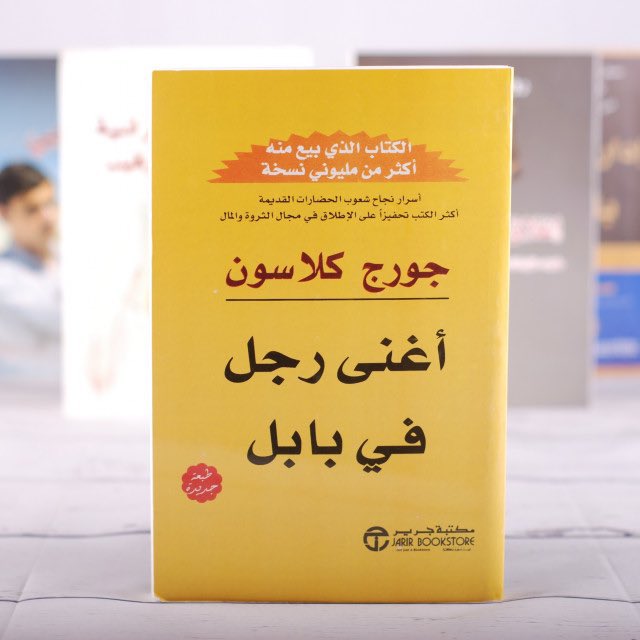 الكتاب الذي بيع منه
أكثر من مليوني نسخة
أسرار نجاح شعوب الحضارات القديمة
أكثر الكتب تحفيزاً على الإطلاق في مجال الثروة والمال
جورج كلاسون
أغنى رجل
في بابل
طبعة
جديدة
مكتبة جرير
JARIR BOOKSTORE